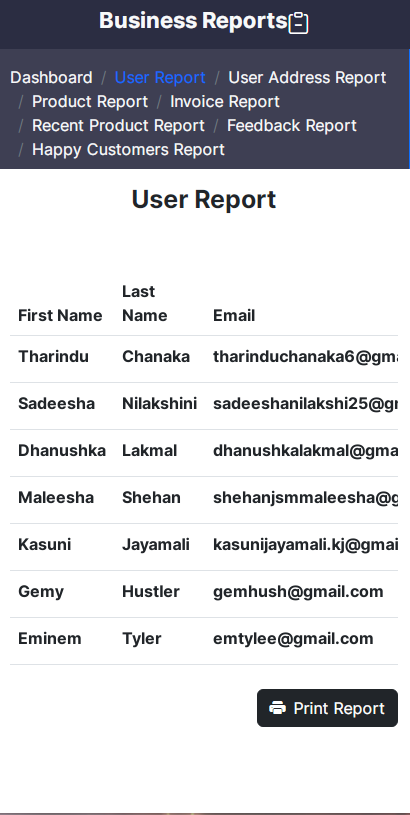 Business Reports
Dashboard / User Report / User Address Report
/ Product Report / Invoice Report
/ Recent Product Report / Feedback Report
/ Happy Customers Report
User Report
First Name Last Name Email
Tharindu Chanaka tharinduchanaka6@gma
Sadeesha Nilakshini sadeeshanilakshi25@g
Dhanushka Lakmal dhanushkalakmal@gma
Maleesha Shehan shehanjsmmaleesha@g
Kasuni Jayamali kasunijayamali.kj@gmai
Gemy Hustler gemhush@gmail.com
Eminem Tyler emtylee@gmail.com
Print Report